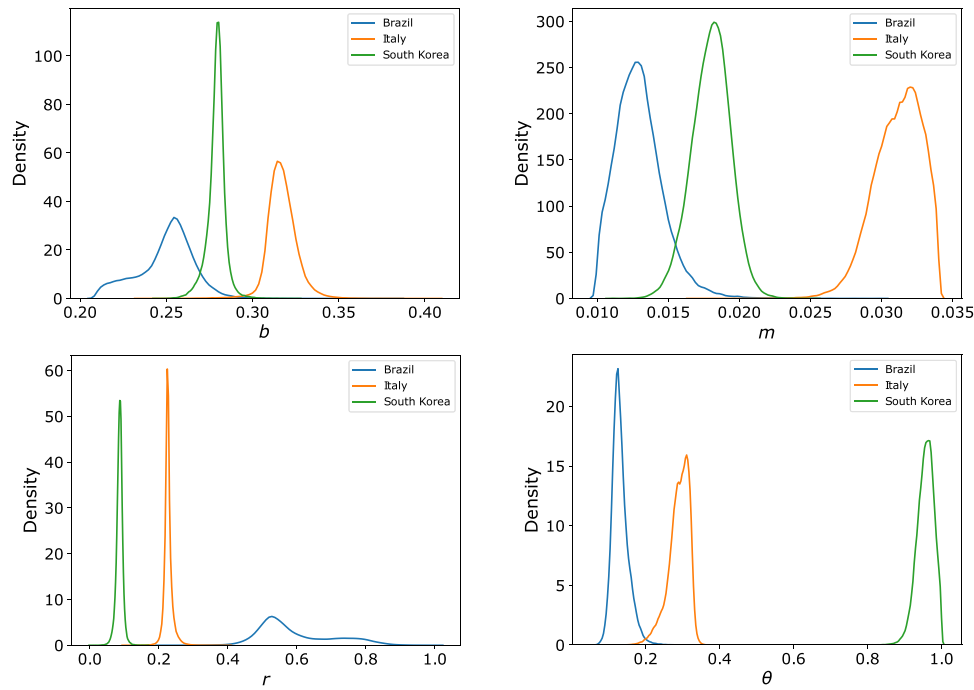 Brazil
Italy
South Korea
Density
0
20
40
60
80
100
0.20 0.25 0.30 0.35 0.40
b
Brazil
Italy
South Korea
Density
0
50
100
150
200
250
300
0.010 0.015 0.020 0.025 0.030 0.035
m
Brazil
Italy
South Korea
Density
0
10
20
30
40
50
60
0.0 0.2 0.4 0.6 0.8 1.0
r
Brazil
Italy
South Korea
Density
0
5
10
15
20
0.2 0.4 0.6 0.8 1.0
θ